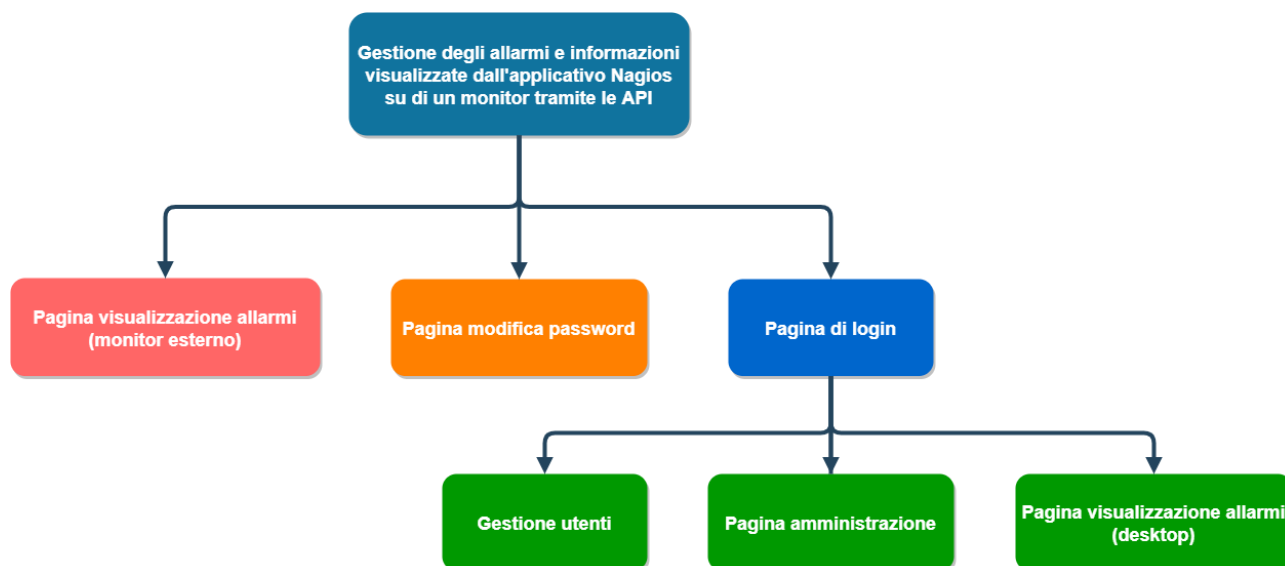 Gestione degli allarmi e informazioni
visualizzate dall'applicativo Nagios
su di un monitor tramite le API
Pagina visualizzazione allarmi
(monitor esterno)
Pagina modifica password
Pagina di login
Gestione utenti
Pagina amministrazione
Pagina visualizzazione allarmi
(desktop)